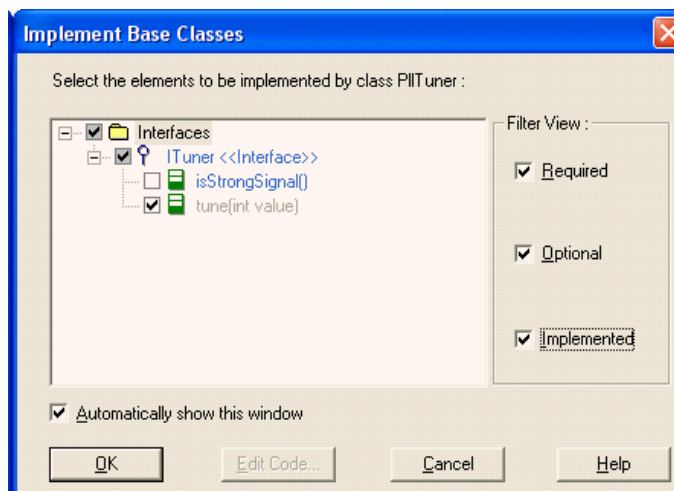 Implement Base Classes
Select the elements to be implemented by class PIITuner :
Interfaces
ITuner <<Interface>>
isStrongSignal()
tune(int value)
Filter View :
Required
Optional
Implemented
Automatically show this window
OK
Edit Code...
Cancel
Help